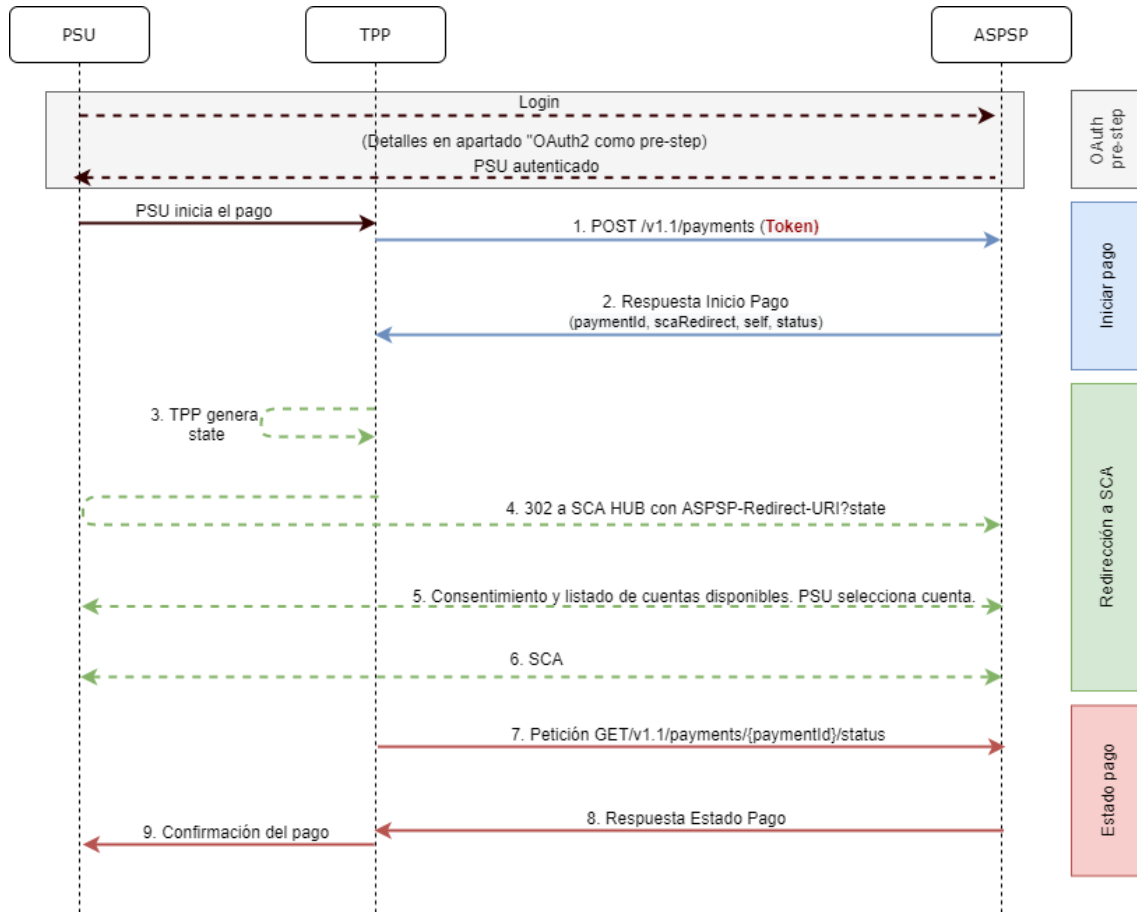 PSU
TPP
ASPSP
Login
(Detalles en apartado "OAuth2 como pre-step)
PSU autenticado
OAuth
pre-step
PSU inicia el pago
1. POST /v1.1/payments (Token)
2. Respuesta Inicio Pago
(paymentId, scaRedirect, self, status)
Iniciar pago
3. TPP genera
state
4. 302 a SCA HUB con ASPSP-Redirect-URI?state
5. Consentimiento y listado de cuentas disponibles. PSU selecciona cuenta.
6. SCA
Redirección a SCA
7. Petición GET/v1.1/payments/{paymentId}/status
8. Respuesta Estado Pago
9. Confirmación del pago
Estado pago